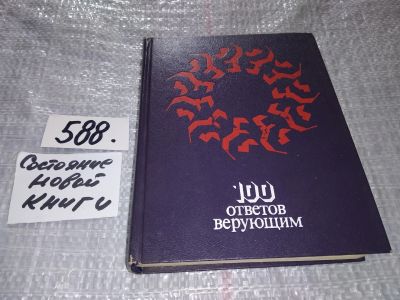 588.
Состояние
новой
книги
100
ответов
верующим